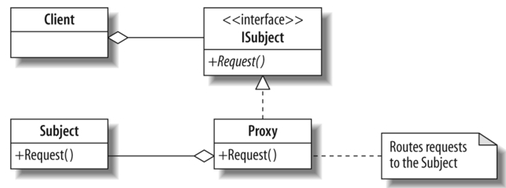 Client
<<interface>>
ISubject
+Request()
Subject
+Request()
Proxy
+Request()
Routes requests
to the Subject